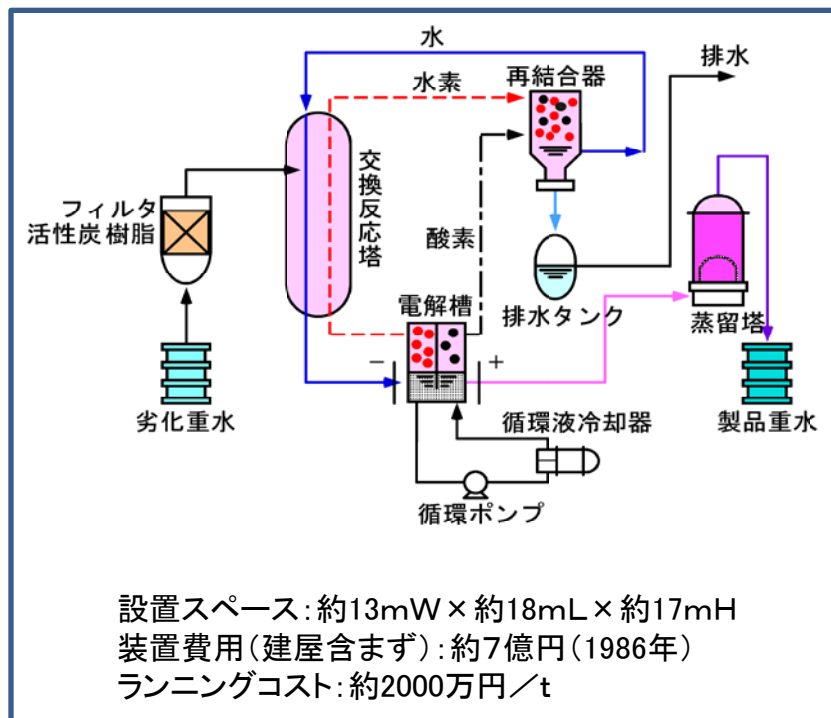 水
排水
水素
再結合器
交換反応塔
フィルタ
活性炭樹脂
酸素
電解槽
排水タンク
蒸留塔
−
+
劣化重水
循環液冷却器
製品重水
循環ポンプ
設置スペース：約13mW×約18mL×約17mH
装置費用（建屋含まず）：約７億円（1986年）
ランニングコスト：約2000万円／t